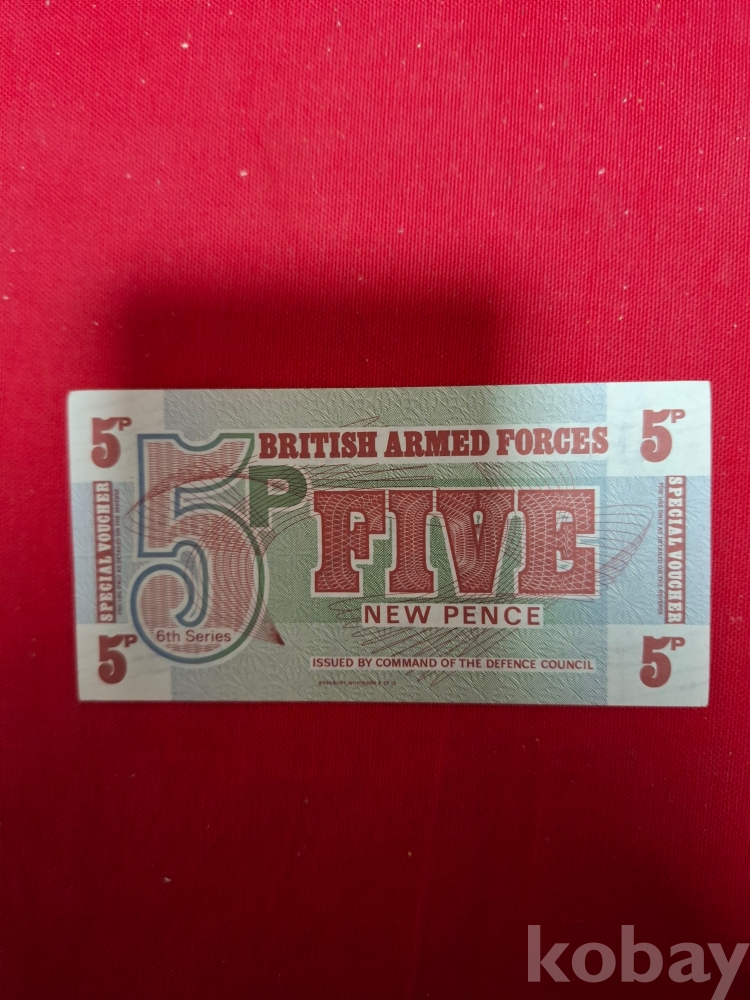 5P
BRITISH ARMED FORCES
5P
SPECIAL VOUCHER
5P
FIVE
NEW PENCE
6th Series
SPECIAL VOUCHER
5P
ISSUED BY COMMAND OF THE DEFENCE COUNCIL
5P
kobay